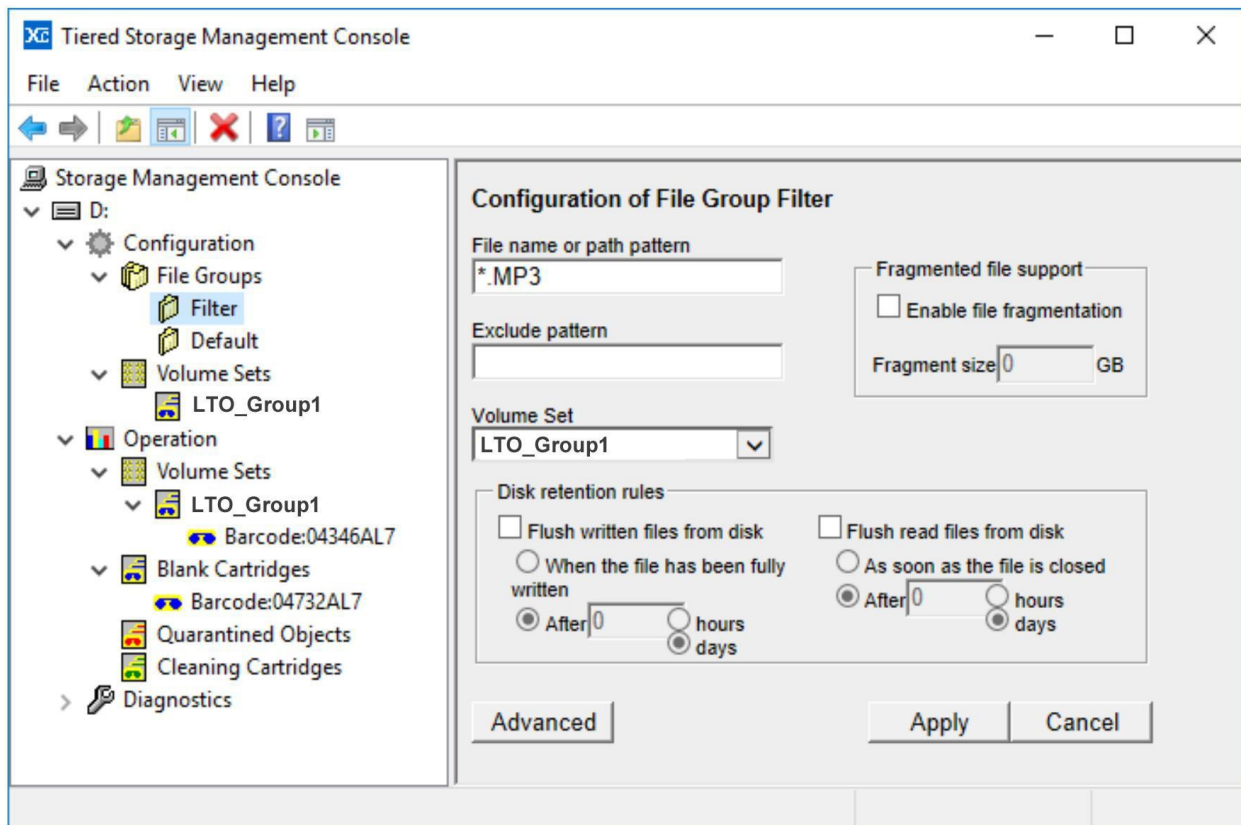 XC Tiered Storage Management Console
File Action View Help
Storage Management Console
D:
Configuration
File Groups
Filter
Default
Volume Sets
LTO_Group1
Operation
Volume Sets
LTO_Group1
Barcode:04346AL7
Blank Cartridges
Barcode:04732AL7
Quarantined Objects
Cleaning Cartridges
Diagnostics
Configuration of File Group Filter
File name or path pattern
*.MP3
Exclude pattern
Volume Set
LTO_Group1
Fragmented file support
Enable file fragmentation
Fragment size 0 GB
Disk retention rules
Flush written files from disk
When the file has been fully
written
After 0 hours
days
Flush read files from disk
As soon as the file is closed
After 0 hours
days
Advanced
Apply
Cancel